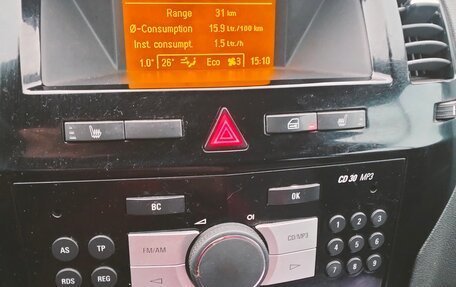 Range 31 km
Ø-Consumption 15.9 Ltr./100 km
Inst. consumpt. 1.5 Ltr./h
1.0° 26° Eco 3 15:10
CD 30 MP3
BC OK
AS TP FM/AM CD/MP3 1 2 3
RDS REG 4 5 6
7 8 9